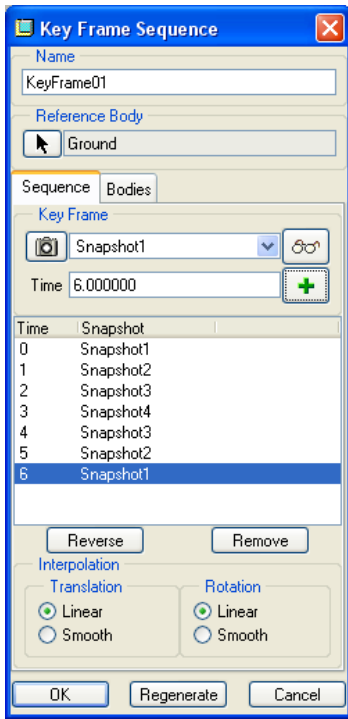 Key Frame Sequence
Name
KeyFrame01
Reference Body
Ground
Sequence Bodies
Key Frame
Snapshot1
Time 6.000000
Time Snapshot
0 Snapshot1
1 Snapshot2
2 Snapshot3
3 Snapshot4
4 Snapshot3
5 Snapshot2
6 Snapshot1
Reverse Remove
Interpolation
Translation Rotation
Linear Linear
Smooth Smooth
OK Regenerate Cancel